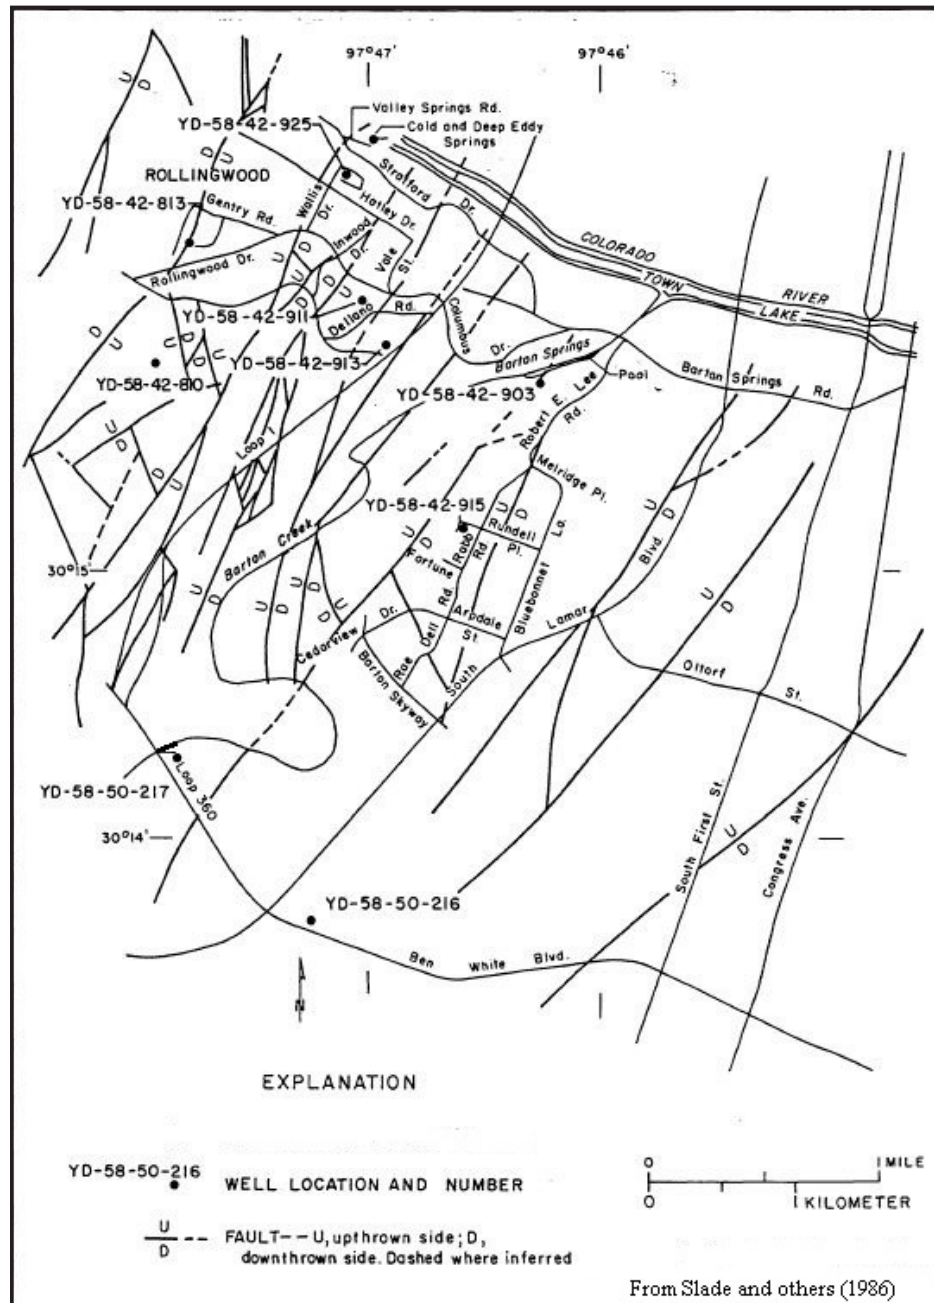 97°47'
97°46'
Valley Springs Rd.
YD-58-42-925
Cold and Deep Eddy
Springs
ROLLINGWOOD
Stratford
Dr.
Wallis
Dr.
Hatley Dr.
YD-58-42-813
Gentry Rd.
Inwood
Dr.
Vale
St.
COLORADO
RIVER
TOWN
LAKE
Rollingwood Dr.
YD-58-42-911
Dellano
Rd.
Columbus
Dr.
YD-58-42-913
Barton Springs
Pool
Barton Springs
Rd.
YD-58-42-810
YD-58-42-903
Robert E. Lee
Rd.
Loop 1
Melridge Pl.
YD-58-42-915
Rundell
Pl.
Rabb
Rd.
La.
Bluebonnet
Barton Creek
Fortune
Rd.
30°15'
Blvd.
Lamar
South
Arpdale
St.
Cedarview Dr.
Rae
Dell
Barton Skyway
Oltorf
St.
YD-58-50-217
Loop 360
30°14'
South First St.
Congress Ave.
YD-58-50-216
Ben
White
Blvd.
N
U
D
EXPLANATION
YD-58-50-216
WELL LOCATION AND NUMBER
0
1 MILE
0
1 KILOMETER
U
D
FAULT--U, upthrown side; D,
downthrown side. Dashed where inferred
From Slade and others (1986)